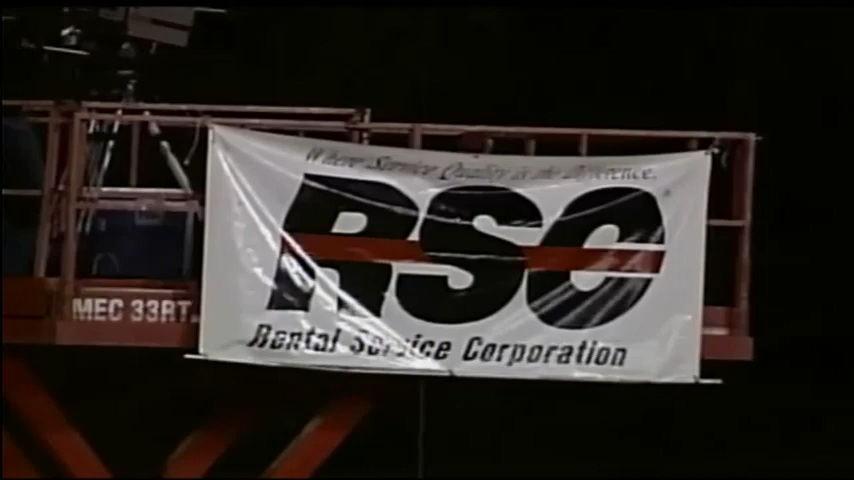 Where Service Quality is the Difference.
RSC
Rental Service Corporation
MEC 33RT